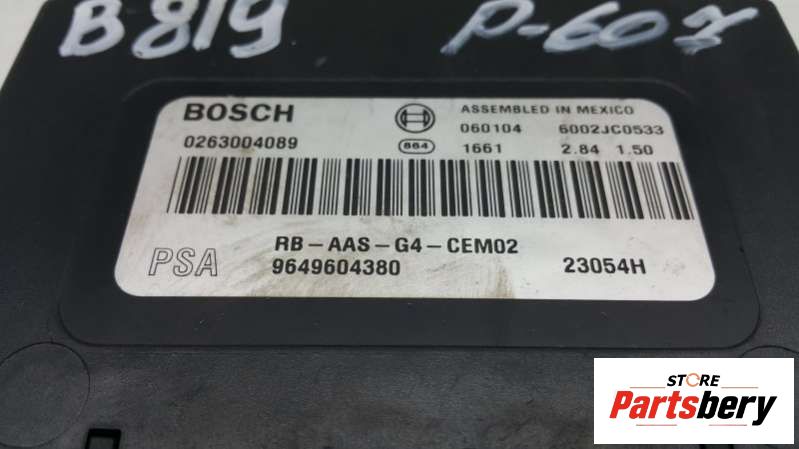 B819 P-607
BOSCH ASSEMBLED IN MEXICO
060104 6002JC0533
0263004089 864 1661 2.84 1.50
RB-AAS-G4-CEM02
PSA 9649604380 23054H
STORE
Partsbery